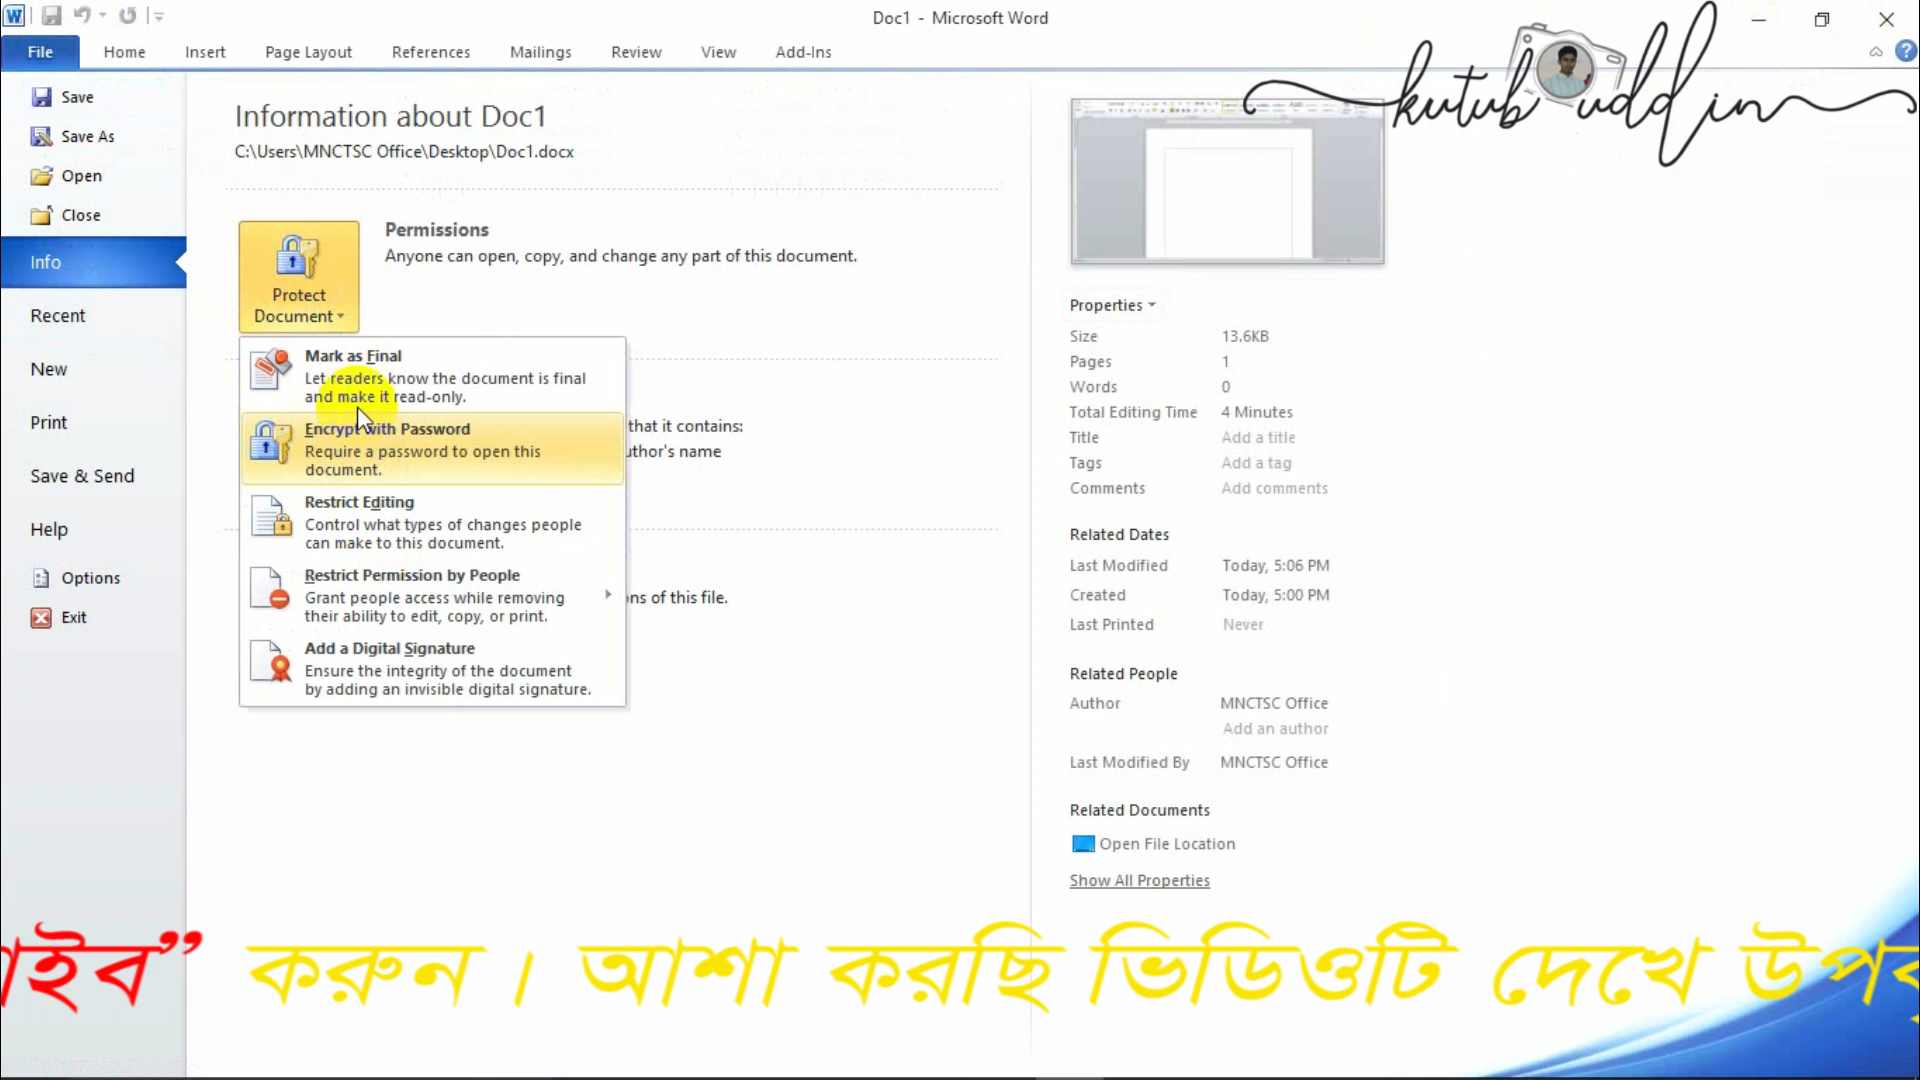 Doc1 - Microsoft Word
File Home Insert Page Layout References Mailings Review View Add-Ins
kutub uddin
Save
Save As
Open
Close
Info
Recent
New
Print
Save & Send
Help
Options
Exit
Information about Doc1
C:\Users\MNCTSC Office\Desktop\Doc1.docx
Protect
Document
Permissions
Anyone can open, copy, and change any part of this document.
Mark as Final
Let readers know the document is final
and make it read-only.
Encrypt with Password
Require a password to open this
document.
Restrict Editing
Control what types of changes people
can make to this document.
Restrict Permission by People
Grant people access while removing
their ability to edit, copy, or print.
Add a Digital Signature
Ensure the integrity of the document
by adding an invisible digital signature.
that it contains:
name
of this file.
Properties
Size 13.6KB
Pages 1
Words 0
Total Editing Time 4 Minutes
Title Add a title
Tags Add a tag
Comments Add comments
Related Dates
Last Modified Today, 5:06 PM
Created Today, 5:00 PM
Last Printed Never
Related People
Author MNCTSC Office
Add an author
Last Modified By MNCTSC Office
Related Documents
Open File Location
Show All Properties
করুন । আশা করছি ভিডিওটি দেখে